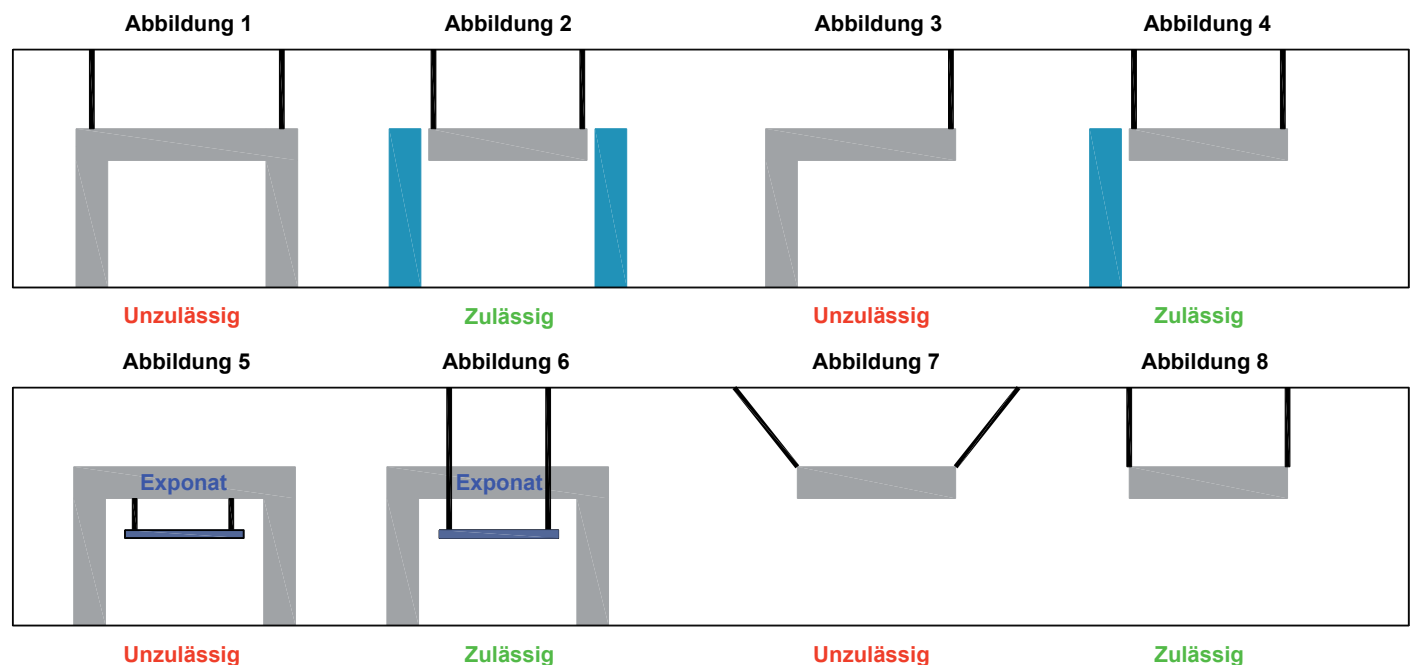 Abbildung 1 Abbildung 2 Abbildung 3 Abbildung 4
Unzulässig Zulässig Unzulässig Zulässig
Abbildung 5 Abbildung 6 Abbildung 7 Abbildung 8
Exponat Exponat
Unzulässig Zulässig Unzulässig Zulässig